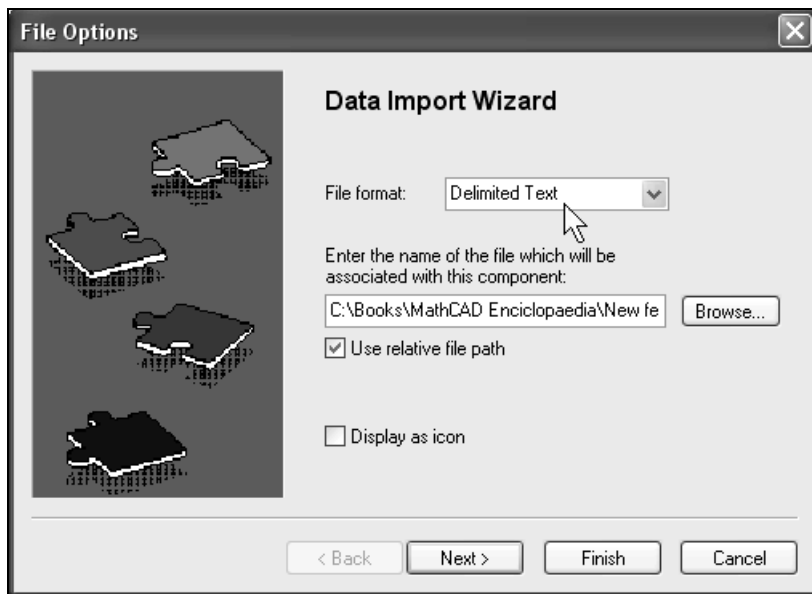 File Options
Data Import Wizard
File format: Delimited Text
Enter the name of the file which will be
associated with this component:
C:\Books\MathCAD Enciclopaedia\New fe Browse...
Use relative file path
Display as icon
< Back Next > Finish Cancel